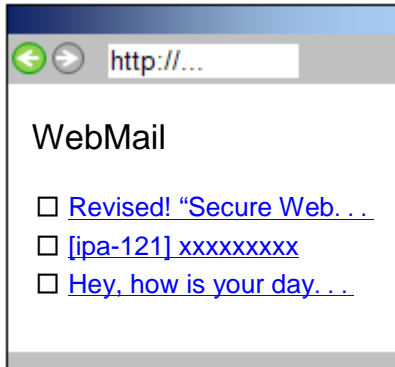 http://...
WebMail
Revised! “Secure Web. . .
[ipa-121] xxxxxxxxx
Hey, how is your day. . .